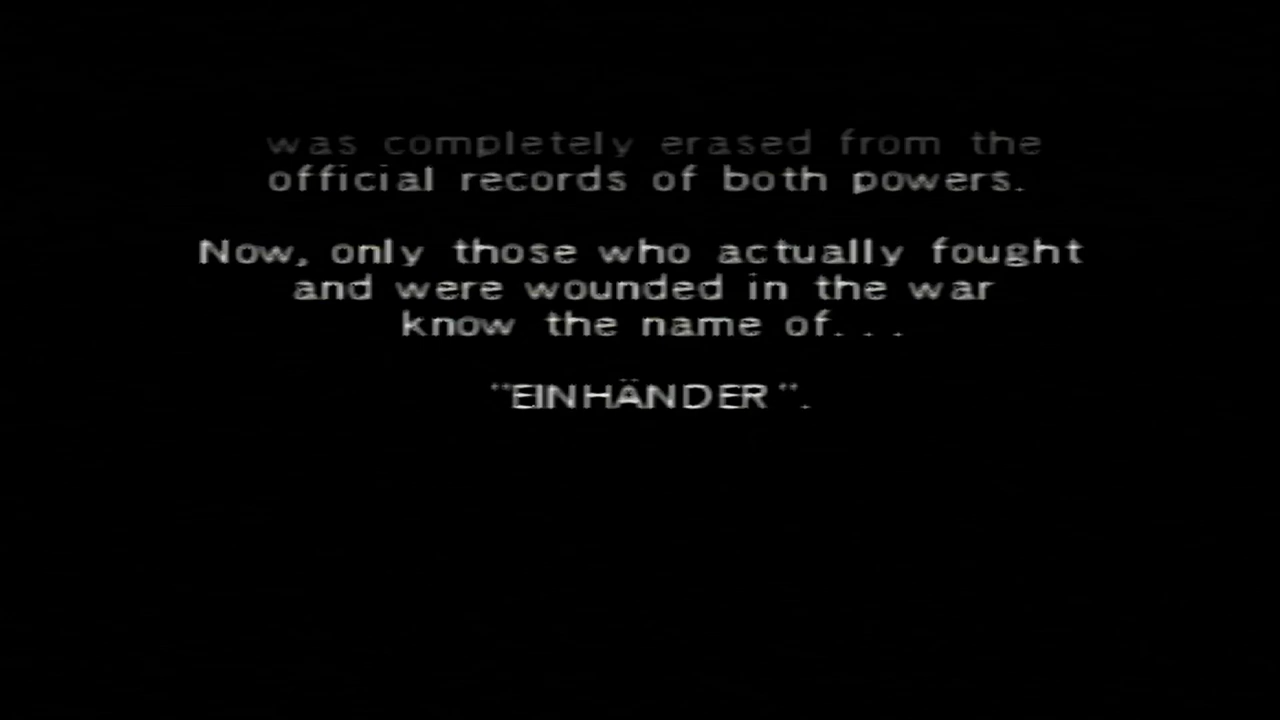 was completely erased from the
official records of both powers.
Now, only those who actually fought
and were wounded in the war
know the name of...
"EINHÄNDER".